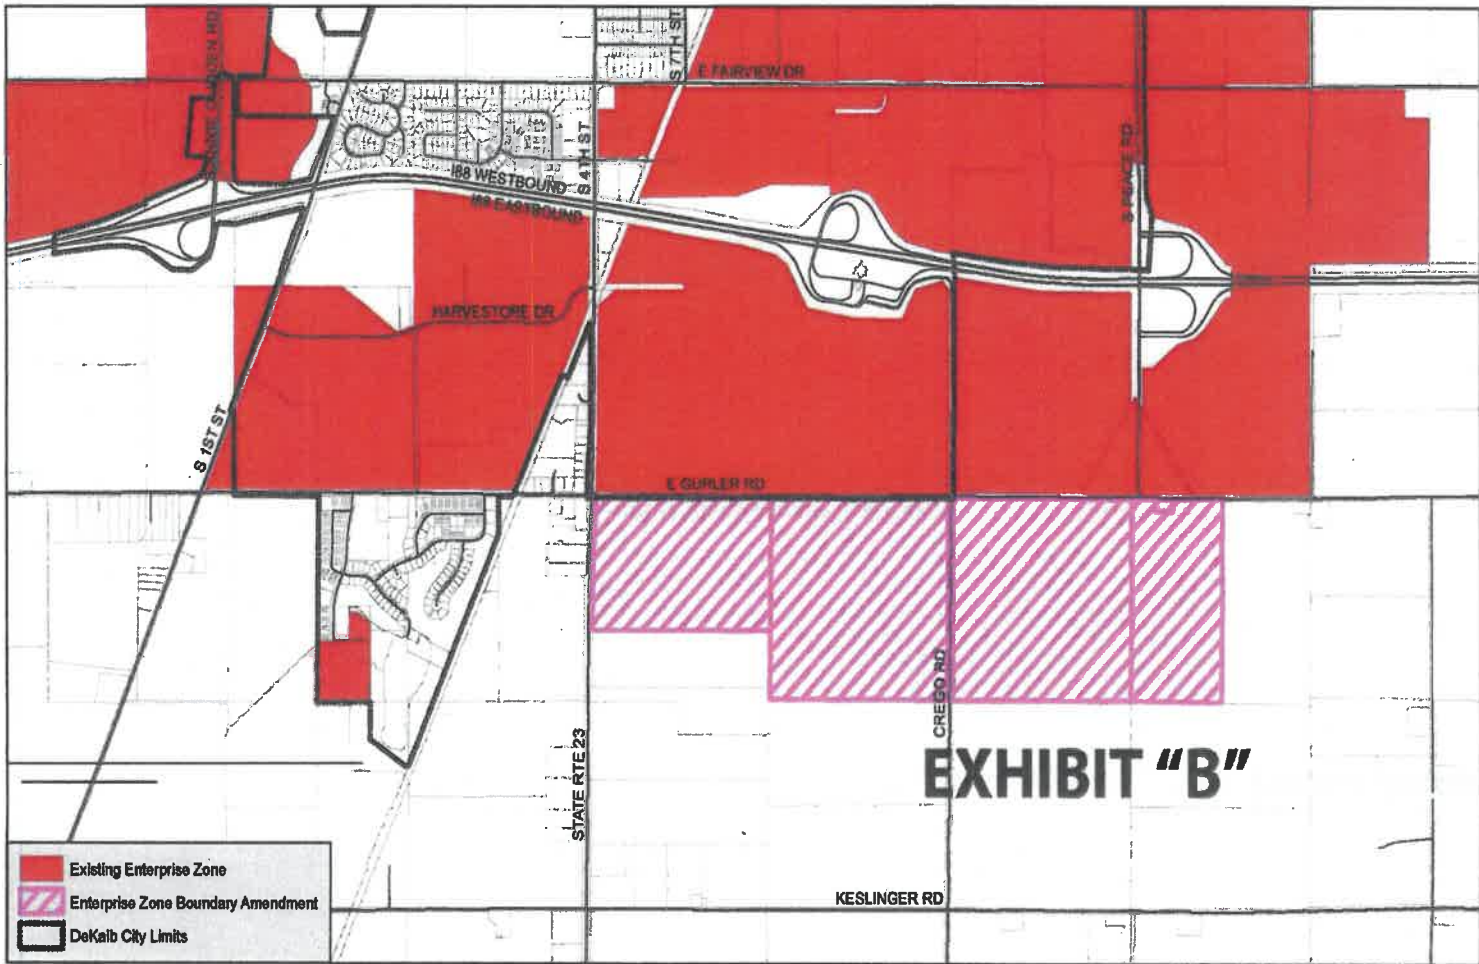 S 7TH ST
E FAIRVIEW DR
S 4TH ST
S PEACE RD
I88 WESTBOUND
I88 EASTBOUND
HARVESTORE DR
S 1ST ST
E GURLER RD
CREGO RD
STATE RTE 23
EXHIBIT "B"
KESLINGER RD
Existing Enterprise Zone
Enterprise Zone Boundary Amendment
DeKalb City Limits